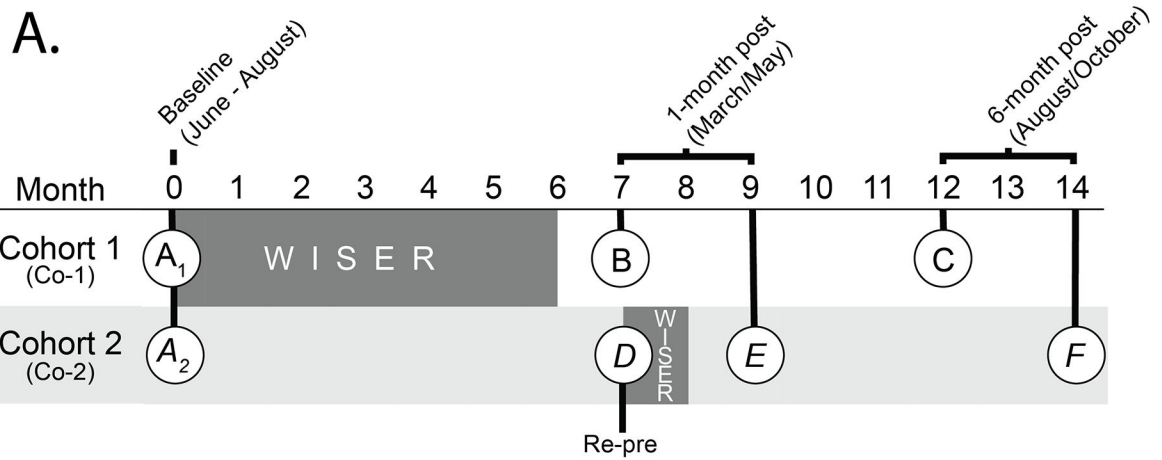 A.
Baseline
(June - August)
1-month post
(March/May)
6-month post
(August/October)
Month 0 1 2 3 4 5 6 7 8 9 10 11 12 13 14
Cohort 1
(Co-1)
A1
WISER
B
C
Cohort 2
(Co-2)
A2
D
WISER
E
F
Re-pre